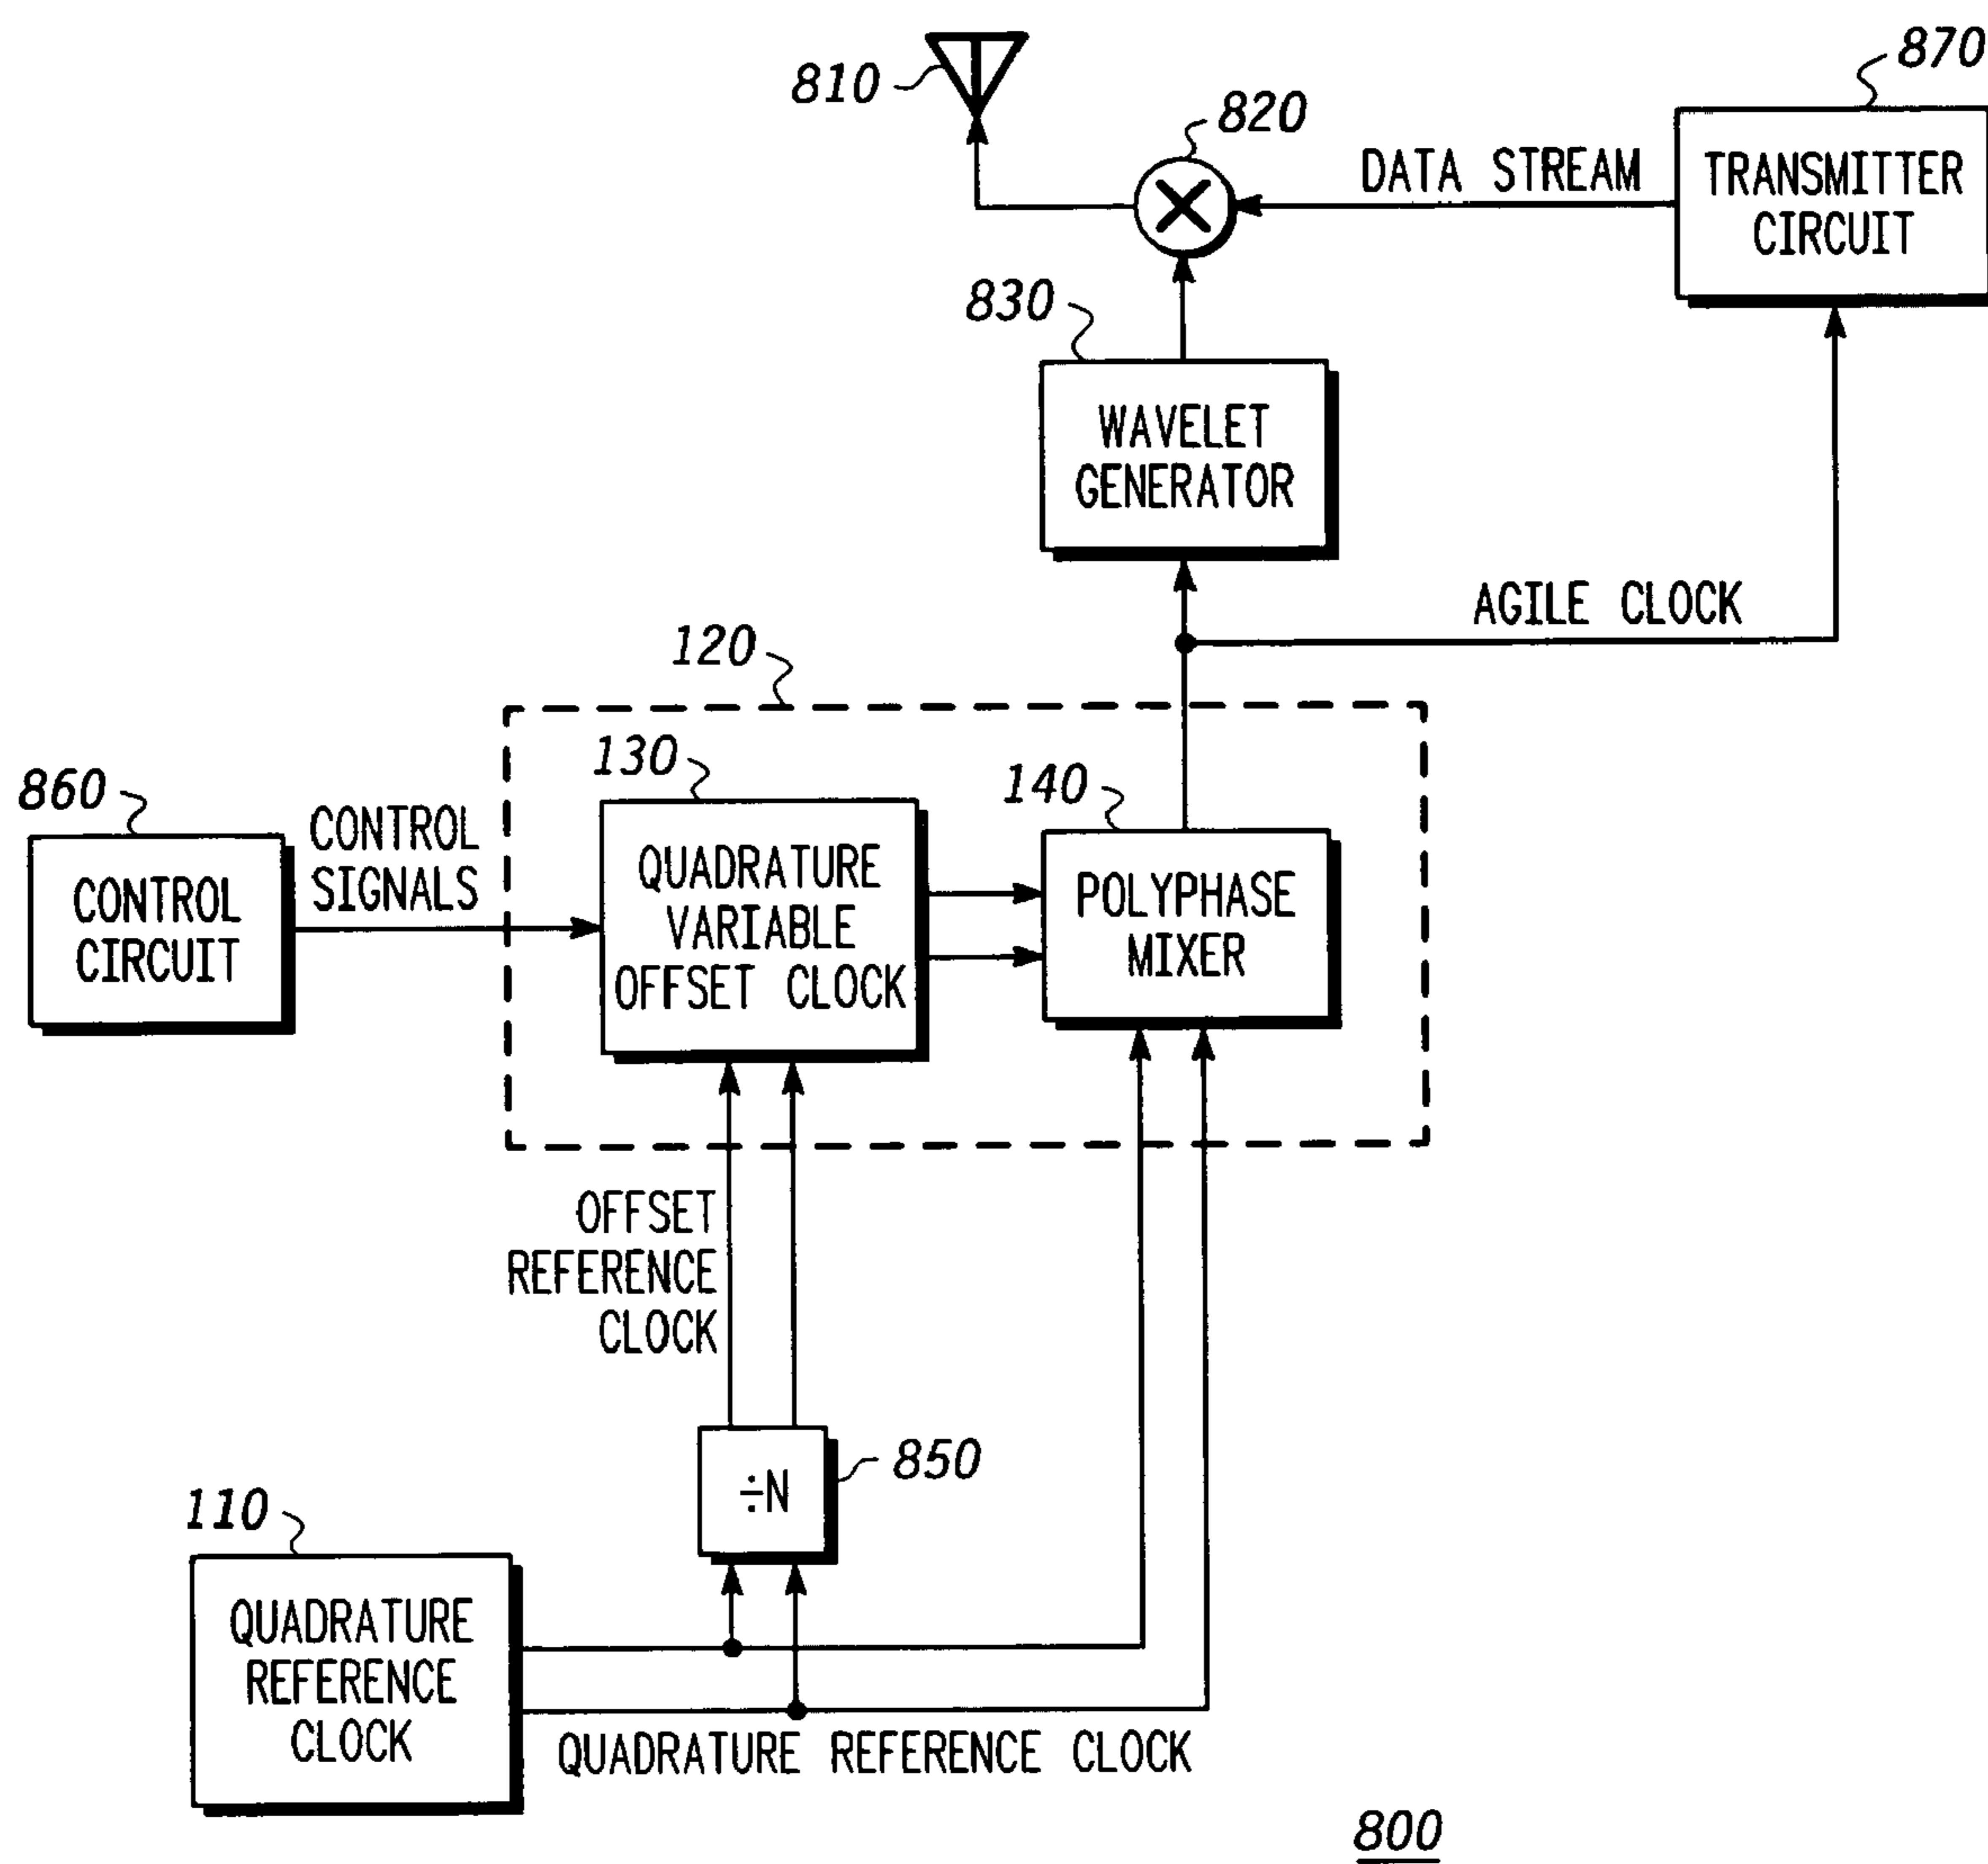 870
810
820
DATA STREAM
TRANSMITTER
CIRCUIT
830
WAVELET
GENERATOR
AGILE CLOCK
120
130
140
860
CONTROL
SIGNALS
CONTROL
CIRCUIT
QUADRATURE
VARIABLE
OFFSET CLOCK
POLYPHASE
MIXER
OFFSET
REFERENCE
CLOCK
÷N
850
110
QUADRATURE
REFERENCE
CLOCK
QUADRATURE REFERENCE CLOCK
800